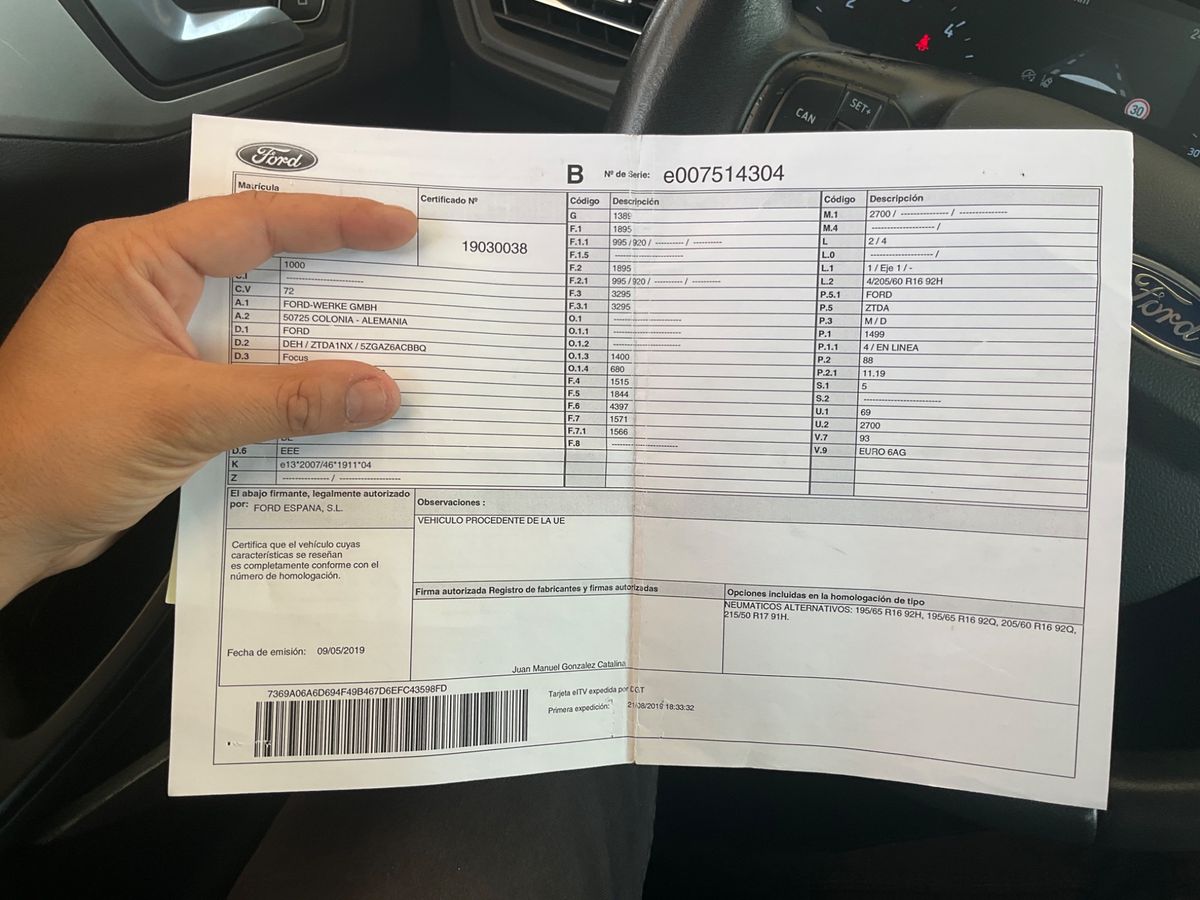 Ford
B Nº de Serie: e007514304
Matrícula
Certificado Nº
19030038
1000
C.I -----------------------
C.V 72
A.1 FORD-WERKE GMBH
A.2 50725 COLONIA - ALEMANIA
D.1 FORD
D.2 DEH / ZTDA1NX / 5ZGAZ6ACBBQ
D.3 Focus
D.6 EEE
K e13*2007/46*1911*04
Z -------------- / ------------------
Código Descripción
G 1389
F.1 1895
F.1.1 995 / 920 / ---------- / ----------
F.1.5 -----------------------
F.2 1895
F.2.1 995 / 920 / ---------- / ----------
F.3 3295
F.3.1 3295
O.1 -----------------------
O.1.1 -----------------------
O.1.2 -----------------------
O.1.3 1400
O.1.4 680
F.4 1515
F.5 1844
F.6 4397
F.7 1571
F.7.1 1566
F.8 ----------------------
Código Descripción
M.1 2700 / -------------- / --------------
M.4 ------------------ /
L 2 / 4
L.0 ------------------ /
L.1 1 / Eje 1 / -
L.2 4/205/60 R16 92H
P.5.1 FORD
P.5 ZTDA
P.3 M / D
P.1 1499
P.1.1 4 / EN LINEA
P.2 88
P.2.1 11.19
S.1 5
S.2 -----------------------
U.1 69
U.2 2700
V.7 93
V.9 EURO 6AG
El abajo firmante, legalmente autorizado
por: FORD ESPANA, S.L.
Certifica que el vehículo cuyas
características se reseñan
es completamente conforme con el
número de homologación.
Fecha de emisión: 09/05/2019
Observaciones :
VEHICULO PROCEDENTE DE LA UE
Firma autorizada Registro de fabricantes y firmas autorizadas
Juan Manuel Gonzalez Catalina
Opciones incluidas en la homologación de tipo
NEUMATICOS ALTERNATIVOS: 195/65 R16 92H, 195/65 R16 92Q, 205/60 R16 92Q,
215/50 R17 91H.
7369A06A6D694F49B467D6EFC43598FD
Tarjeta eITV expedida por DGT
Primera expedición: 21/08/2019 18:33:32
CAN
SET+
2
4
30
30
Ford